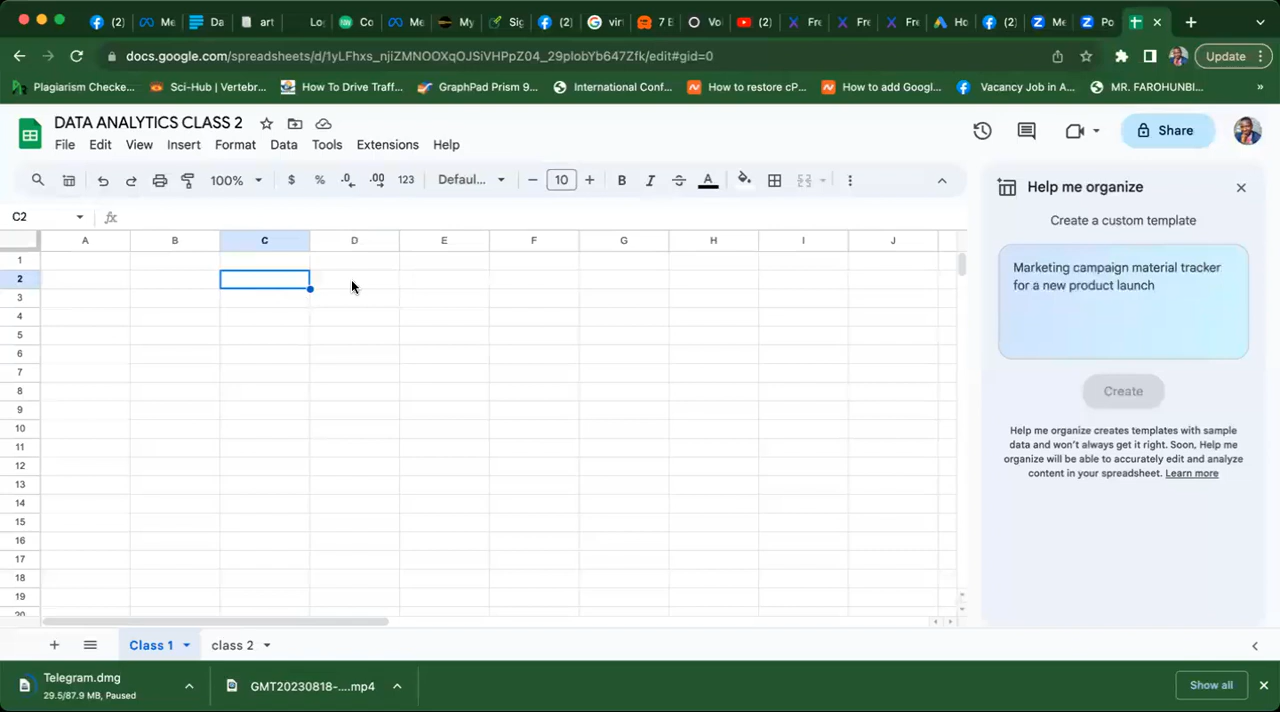 (2)
Me
Da
art
Lo
Co
Me
My
Sig
(2)
vir
7 B
Vo
(2)
Fre
Fre
Fre
Ho
(2)
Me
Po
docs.google.com/spreadsheets/d/1yLFhxs_njiZMNOOXqOJSiVHPpZ04_29pIobYb647Zfk/edit#gid=0
Update
Plagiarism Checke...
Sci-Hub | Vertebr...
How To Drive Traff...
GraphPad Prism 9...
International Conf...
How to restore cP...
How to add Googl...
Vacancy Job in A...
MR. FAROHUNBI...
»
DATA ANALYTICS CLASS 2
File Edit View Insert Format Data Tools Extensions Help
Share
100% $ % .0 .00 123 Defaul... − 10 + B I S A
C2 fx
A B C D E F G H I J
1
2
3
4
5
6
7
8
9
10
11
12
13
14
15
16
17
18
19
20
Help me organize
Create a custom template
Marketing campaign material tracker
for a new product launch
Create
Help me organize creates templates with sample
data and won't always get it right. Soon, Help me
organize will be able to accurately edit and analyze
content in your spreadsheet. Learn more
+ Class 1 class 2
Telegram.dmg
29.5/87.9 MB, Paused
GMT20230818-....mp4
Show all